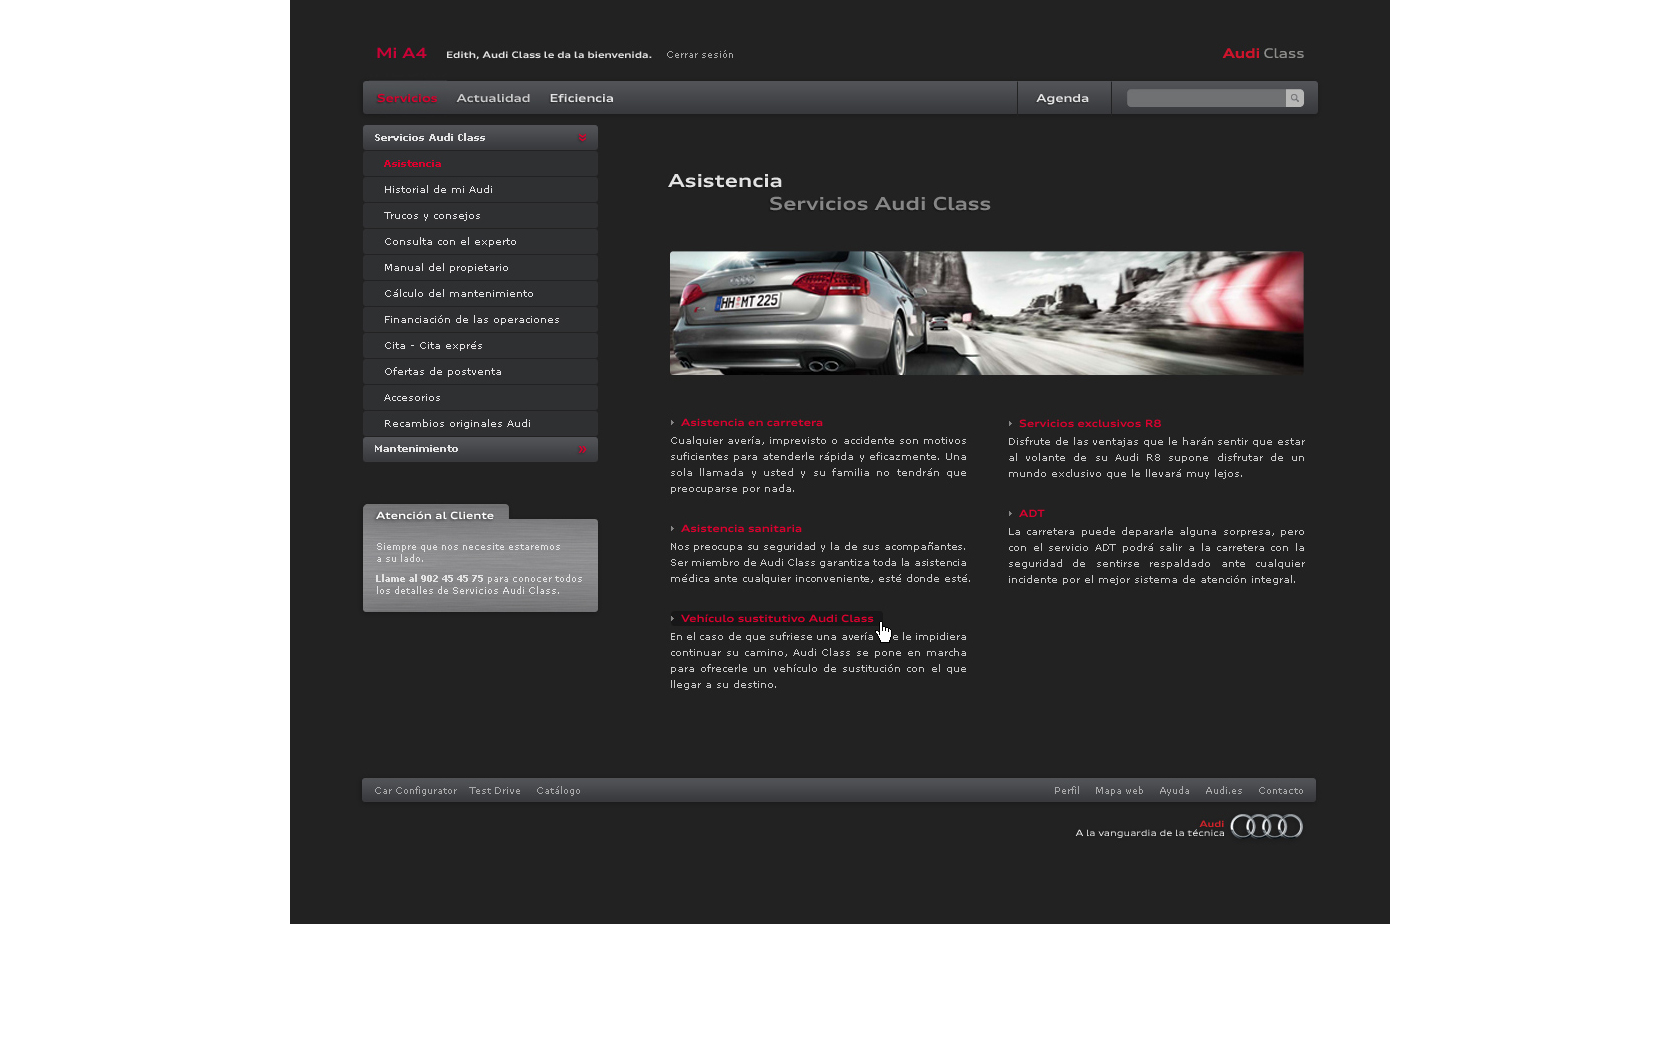 Mi A4 Edith, Audi Class le da la bienvenida. Cerrar sesión
Audi Class
Servicios Actualidad Eficiencia
Agenda
Servicios Audi Class
Asistencia
Historial de mi Audi
Trucos y consejos
Consulta con el experto
Manual del propietario
Cálculo del mantenimiento
Financiación de las operaciones
Cita - Cita exprés
Ofertas de postventa
Accesorios
Recambios originales Audi
Mantenimiento
Atención al Cliente
Siempre que nos necesite estaremos
a su lado.
Llame al 902 45 45 75 para conocer todos
los detalles de Servicios Audi Class.
Asistencia
Servicios Audi Class
HH MT 225
Asistencia en carretera
Cualquier avería, imprevisto o accidente son motivos
suficientes para atenderle rápida y eficazmente. Una
sola llamada y usted y su familia no tendrán que
preocuparse por nada.
Asistencia sanitaria
Nos preocupa su seguridad y la de sus acompañantes.
Ser miembro de Audi Class garantiza toda la asistencia
médica ante cualquier inconveniente, esté donde esté.
Vehículo sustitutivo Audi Class
En el caso de que sufriese una avería e le impidiera
continuar su camino, Audi Class se pone en marcha
para ofrecerle un vehículo de sustitución con el que
llegar a su destino.
Servicios exclusivos R8
Disfrute de las ventajas que le harán sentir que estar
al volante de su Audi R8 supone disfrutar de un
mundo exclusivo que le llevará muy lejos.
ADT
La carretera puede depararle alguna sorpresa, pero
con el servicio ADT podrá salir a la carretera con la
seguridad de sentirse respaldado ante cualquier
incidente por el mejor sistema de atención integral.
Car Configurator Test Drive Catálogo
Perfil Mapa web Ayuda Audi.es Contacto
Audi
A la vanguardia de la técnica